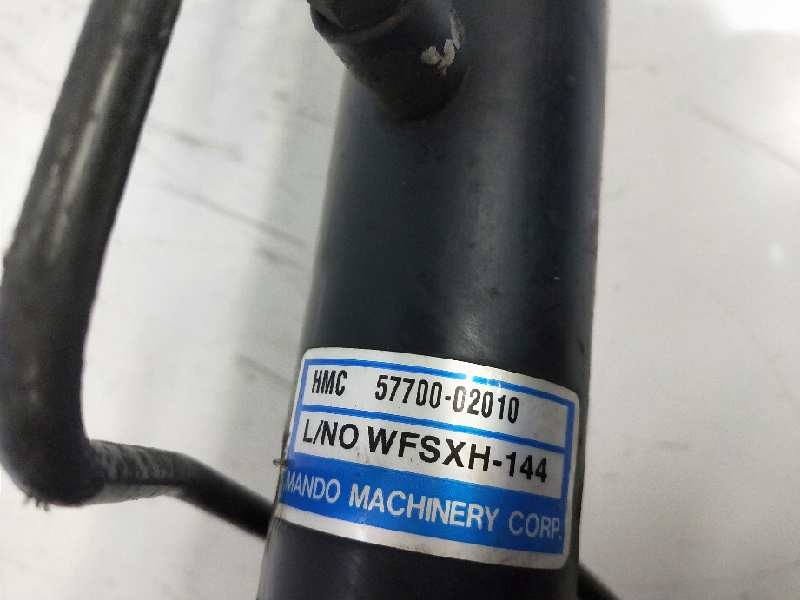 HMC 57700-02010
L/NO WFSXH-144
MANDO MACHINERY CORP.